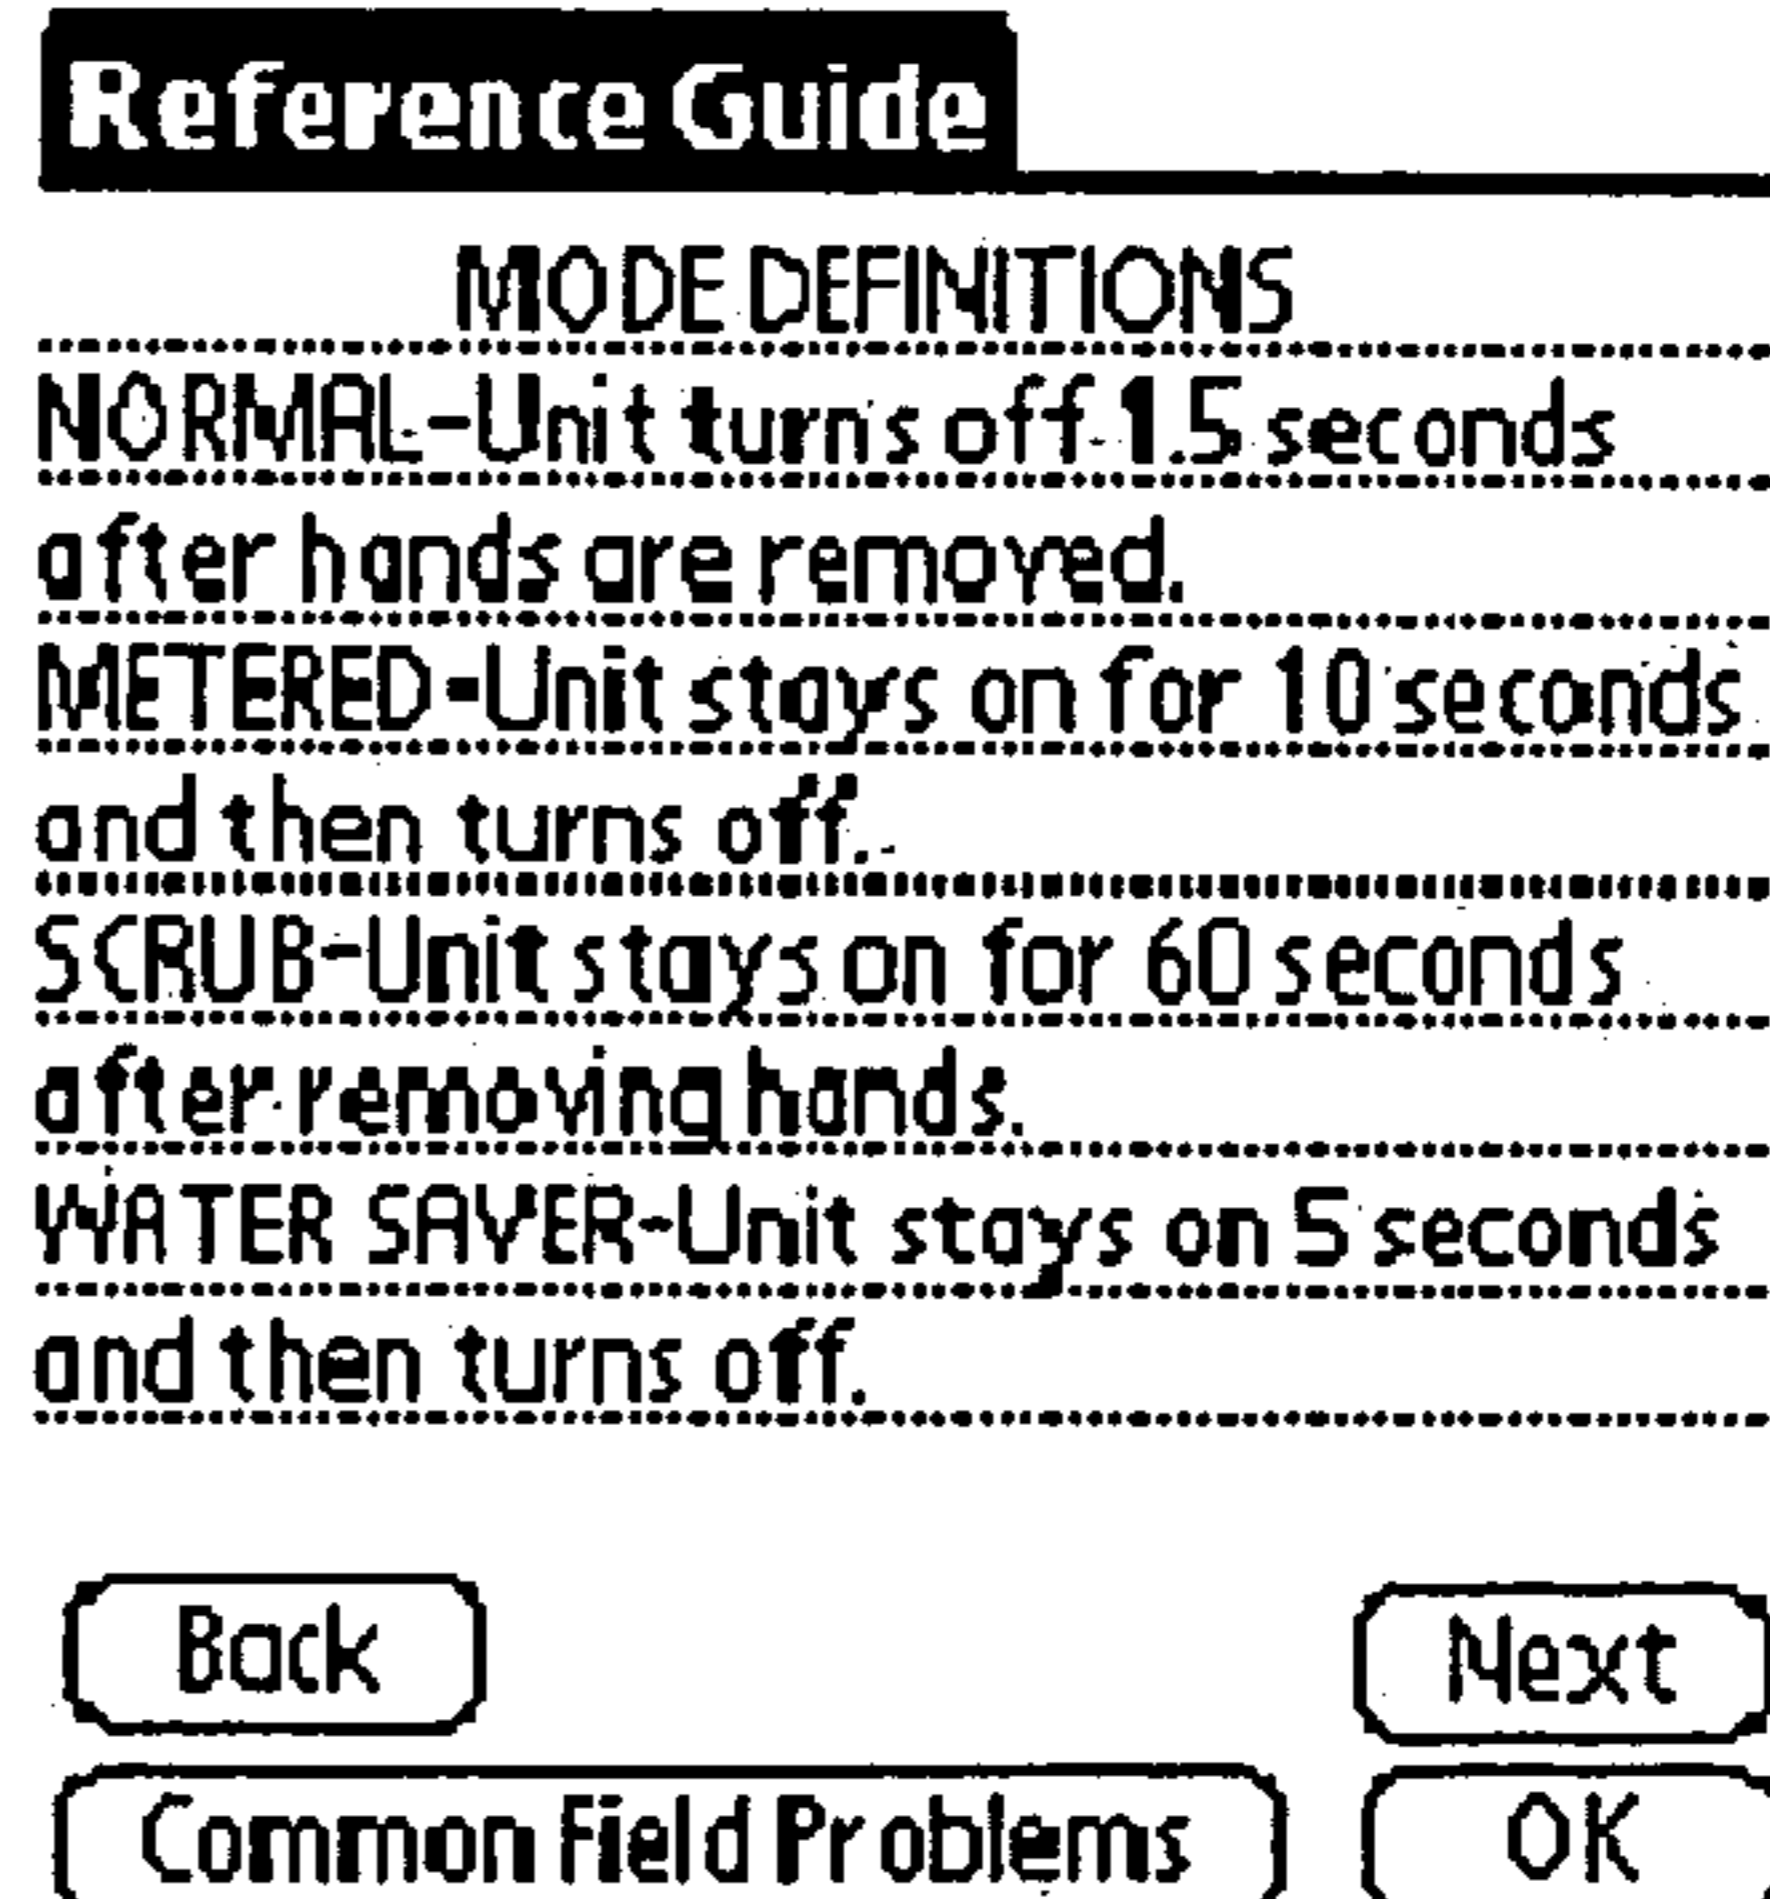 Reference Guide
MODE DEFINITIONS
NORMAL-Unit turns off 1.5 seconds
after hands are removed.
METERED-Unit stays on for 10 seconds
and then turns off.
SCRUB-Unit stays on for 60 seconds
after removing hands.
WATER SAVER-Unit stays on 5 seconds
and then turns off.
Back Next
Common Field Problems OK